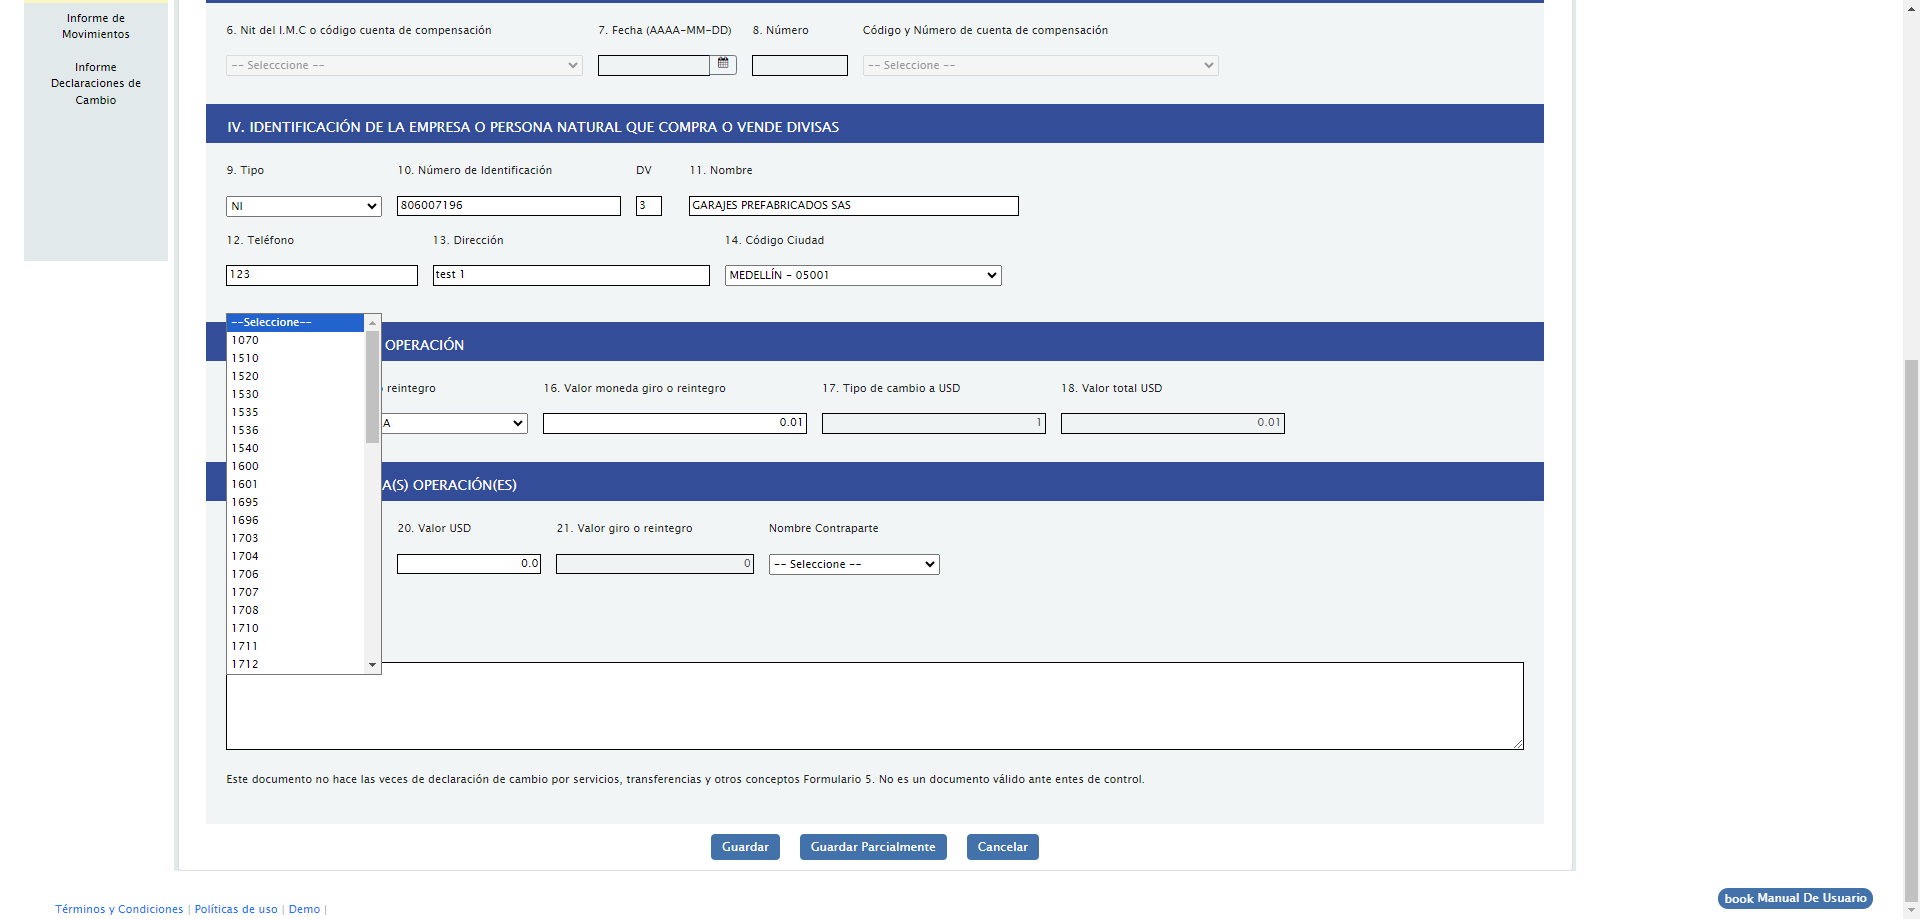 Informe de
Movimientos
Informe
Declaraciones de
Cambio
6. Nit del I.M.C o código cuenta de compensación
7. Fecha (AAAA-MM-DD)
8. Número
Código y Número de cuenta de compensación
-- Selecccione --
-- Seleccione --
IV. IDENTIFICACIÓN DE LA EMPRESA O PERSONA NATURAL QUE COMPRA O VENDE DIVISAS
9. Tipo
10. Número de Identificación
DV
11. Nombre
NI
806007196
3
GARAJES PREFABRICADOS SAS
12. Teléfono
13. Dirección
14. Código Ciudad
123
test 1
MEDELLÍN - 05001
OPERACIÓN
reintegro
16. Valor moneda giro o reintegro
17. Tipo de cambio a USD
18. Valor total USD
A
0.01
1
0.01
A(S) OPERACIÓN(ES)
20. Valor USD
21. Valor giro o reintegro
Nombre Contraparte
0.0
0
-- Seleccione --
--Seleccione--
1070
1510
1520
1530
1535
1536
1540
1600
1601
1695
1696
1703
1704
1706
1707
1708
1710
1711
1712
Este documento no hace las veces de declaración de cambio por servicios, transferencias y otros conceptos Formulario 5. No es un documento válido ante entes de control.
Guardar
Guardar Parcialmente
Cancelar
book Manual De Usuario
Términos y Condiciones | Políticas de uso | Demo |